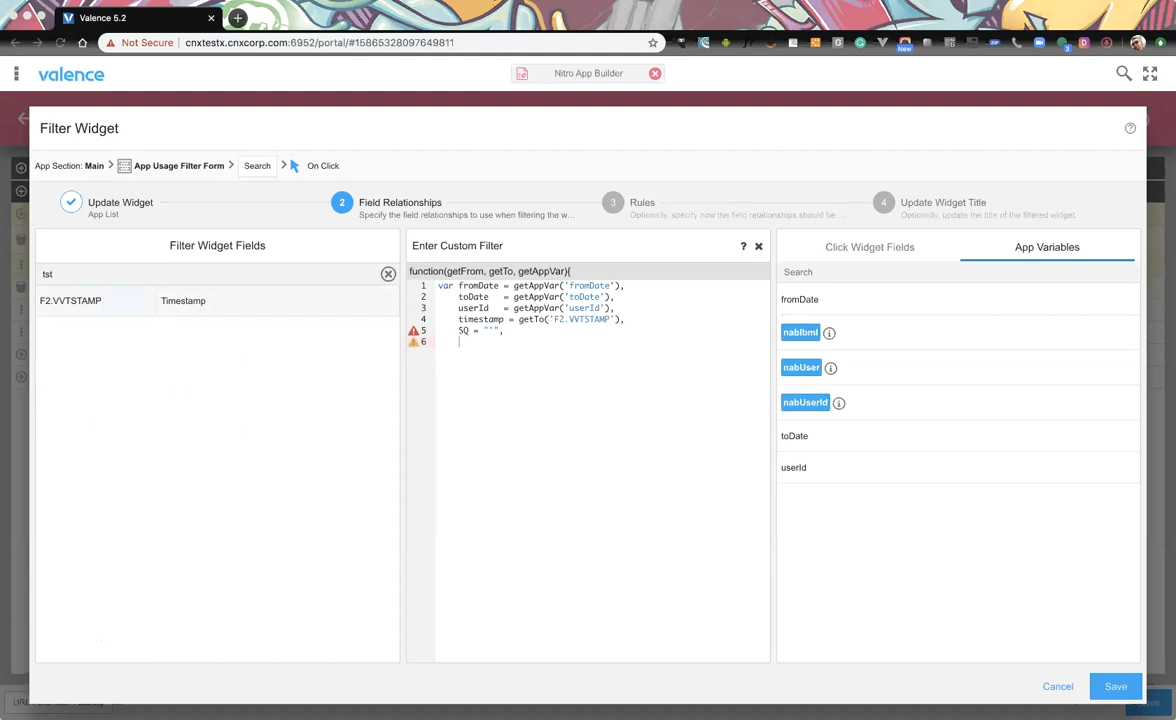 Valence 5.2
Not Secure cnxtestx.cnxcorp.com:6952/portal/#15865328097649811
New
ZIP
3
valence
Nitro App Builder
Filter Widget
App Section: Main
App Usage Filter Form
Search
On Click
Update Widget
App List
2
Field Relationships
Specify the field relationships to use when filtering the w...
3
Rules
Optionally, specify how the field relationships should be ...
4
Update Widget Title
Optionally, update the title of the filtered widget.
Filter Widget Fields
tst
F2.VVTSTAMP Timestamp
Enter Custom Filter
?
function(getFrom, getTo, getAppVar){
1 var fromDate = getAppVar('fromDate'),
2 toDate = getAppVar('toDate'),
3 userId = getAppVar('userId'),
4 timestamp = getTo('F2.VVTSTAMP'),
5 SQ = "'",
6
Click Widget Fields
App Variables
Search
fromDate
nabIbmI
nabUser
nabUserId
toDate
userId
Cancel
Save